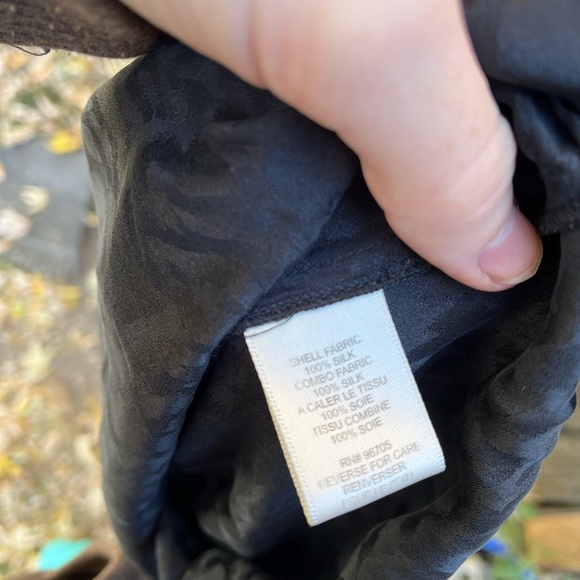 SHELL FABRIC
100% SILK
COMBO FABRIC
100% SILK
A CALER LE TISSU
100% SOIE
TISSU COMBINE
100% SOIE
RN# 96705
REVERSE FOR CARE
RENVERSER